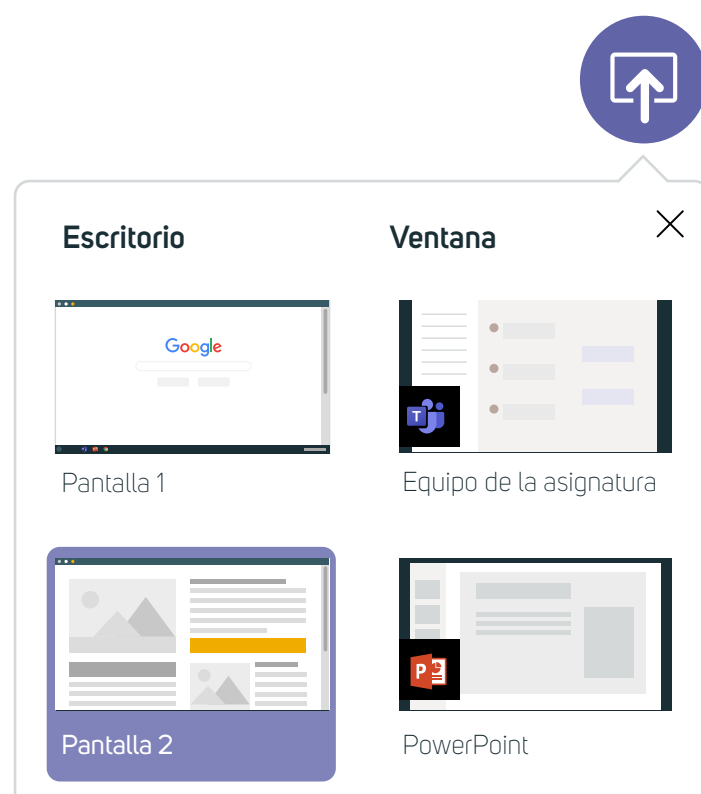 Escritorio
Ventana
Google
Pantalla 1
T
Equipo de la asignatura
Pantalla 2
P
PowerPoint